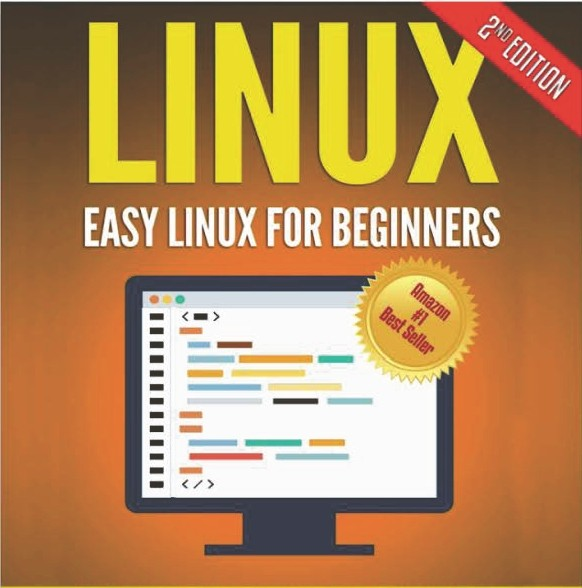 LINUX
2ND EDITION
EASY LINUX FOR BEGINNERS
Amazon
#1
Best Seller
< >
</>